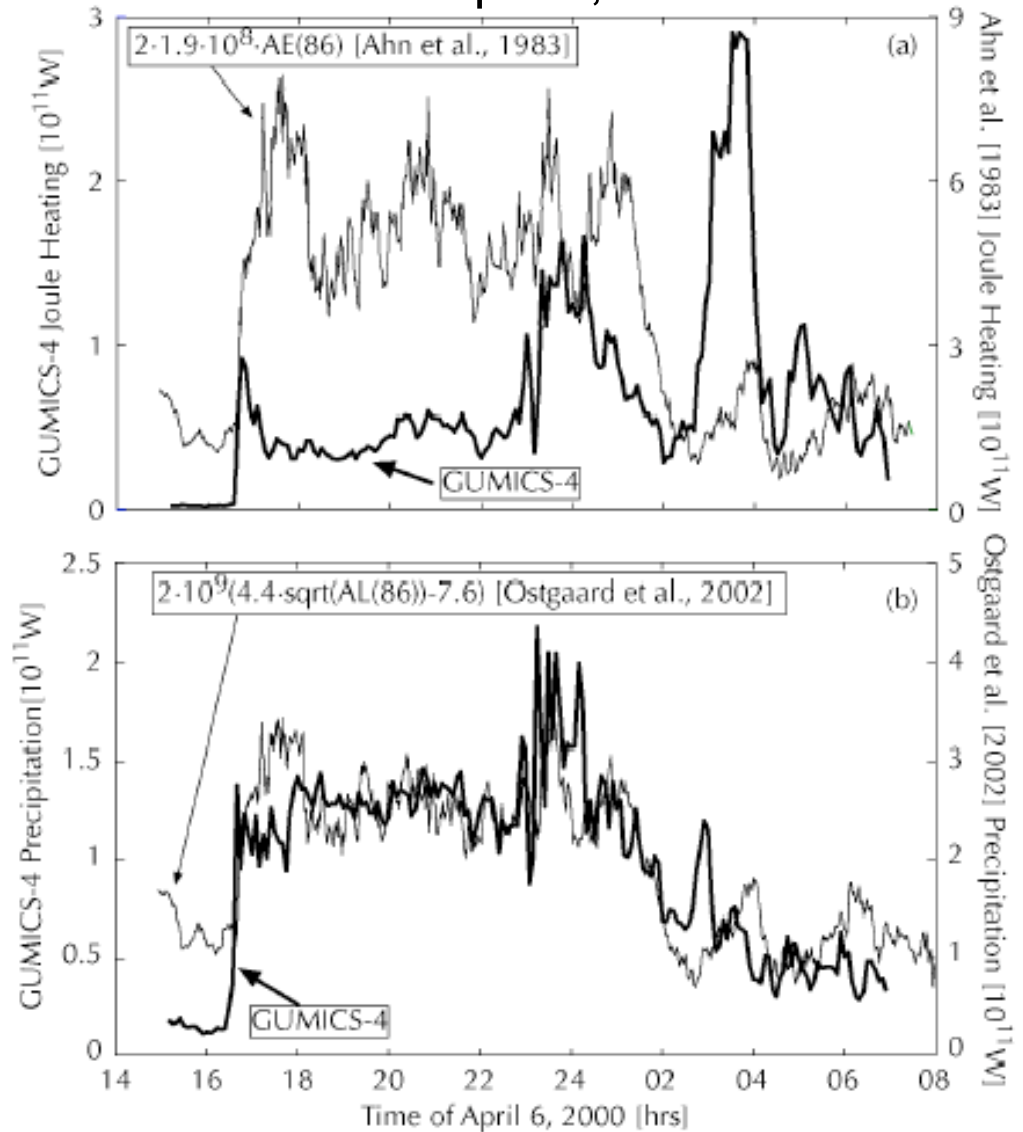 3
9
2·1.9·10⁸·AE(86) [Ahn et al., 1983]
(a)
GUMICS-4 Joule Heating [10¹¹W]
Ahn et al. [1983] Joule Heating [10¹¹W]
2
6
1
3
GUMICS-4
0
0
2.5
5
2·10⁹(4.4·sqrt(AL(86))-7.6) [Ostgaard et al., 2002]
(b)
GUMICS-4 Precipitation[10¹¹W]
Ostgaard et al. [2002] Precipitation [10¹¹W]
2
4
1.5
3
1
2
0.5
1
GUMICS-4
0
0
14 16 18 20 22 24 02 04 06 08
Time of April 6, 2000 [hrs]